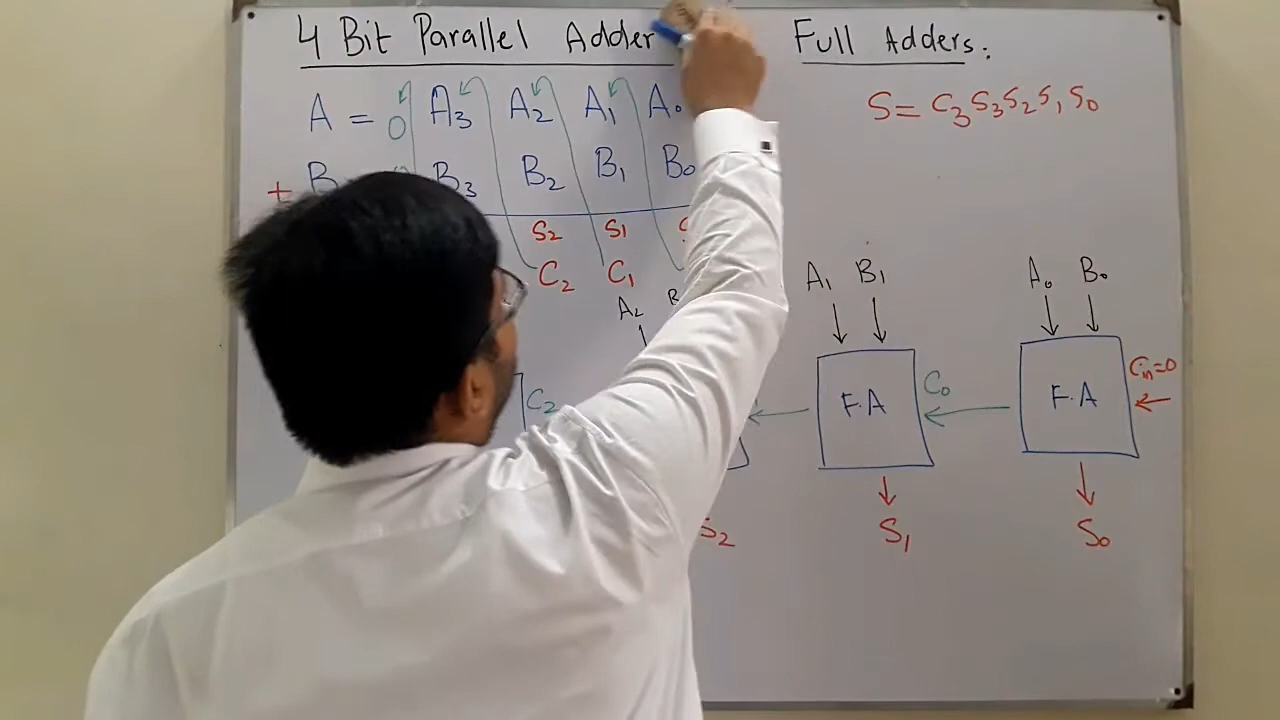 4 Bit Parallel Adder Full Adders:
A = 0 A3 A2 A1 A0
S = C3 S3 S2 S1 S0
+ B B3 B2 B1 B0
S2 S1
C2 C1
A2
A1 B1
A0 B0
C2
F.A
C0
F.A
Cin=0
S2
S1
S0